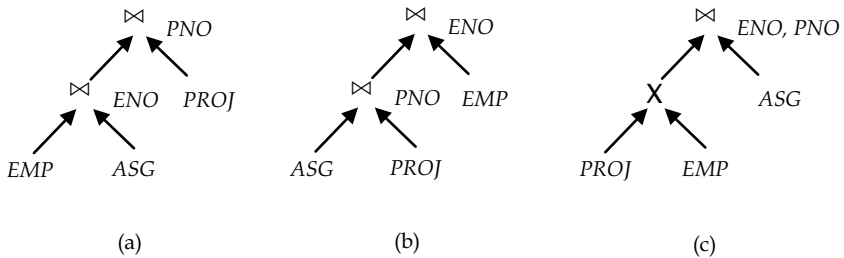 ⋈ PNO
⋈ ENO PROJ
EMP ASG
(a)
⋈ ENO
⋈ PNO EMP
ASG PROJ
(b)
⋈ ENO, PNO
X ASG
PROJ EMP
(c)